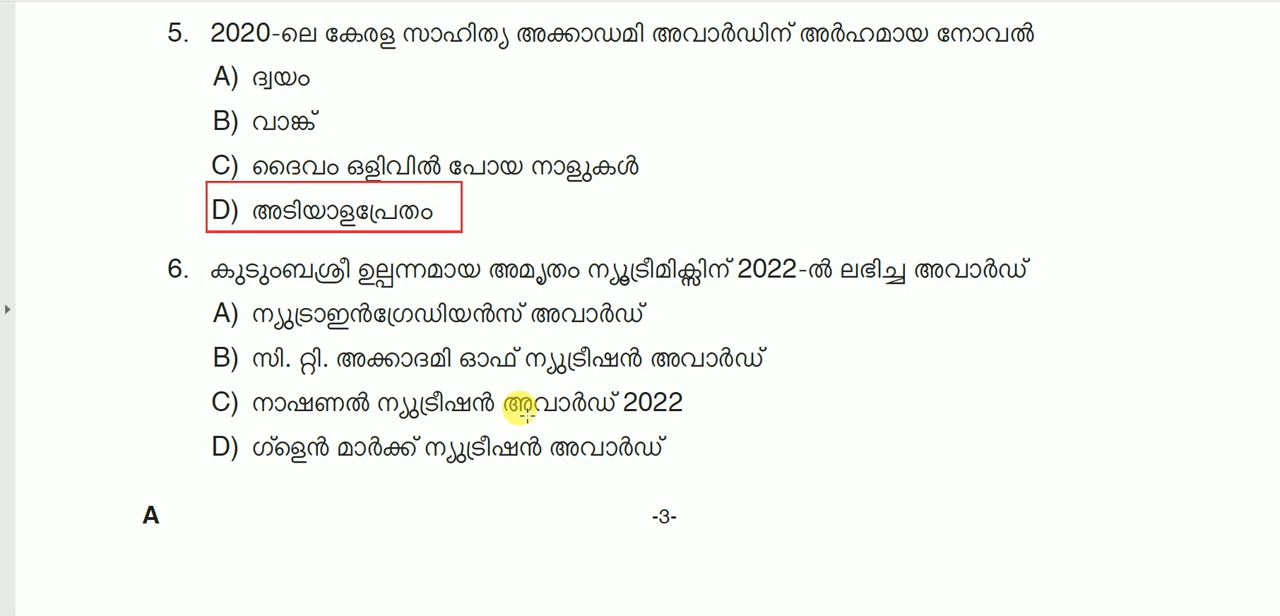 5. 2020-ലെ കേരള സാഹിത്യ അക്കാഡമി അവാർഡിന് അർഹമായ നോവൽ
A) ദ്വയം
B) വാങ്ക്
C) ദൈവം ഒളിവിൽ പോയ നാളുകൾ
D) അടിയാളപ്രേതം
6. കുടുംബശ്രീ ഉല്പന്നമായ അമൃതം ന്യൂട്രീമിക്സിന് 2022-ൽ ലഭിച്ച അവാർഡ്
A) ന്യുട്രാഇൻഗ്രേഡിയൻസ് അവാർഡ്
B) സി. റ്റി. അക്കാദമി ഓഫ് ന്യുട്രീഷൻ അവാർഡ്
C) നാഷണൽ ന്യുട്രീഷൻ അവാർഡ് 2022
D) ഗ്ളെൻ മാർക്ക് ന്യുട്രീഷൻ അവാർഡ്
A -3-